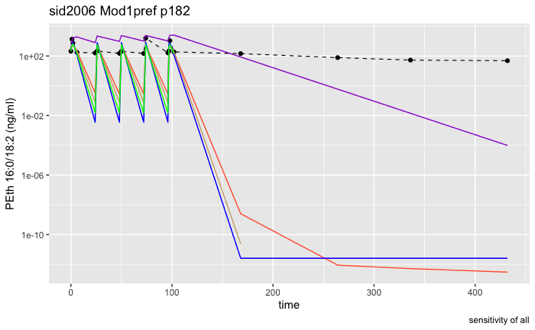 sid2006 Mod1pref p182
PEth 16:0/18:2 (ng/ml)
1e+02
1e-02
1e-06
1e-10
0
100
200
300
400
time
sensitivity of all